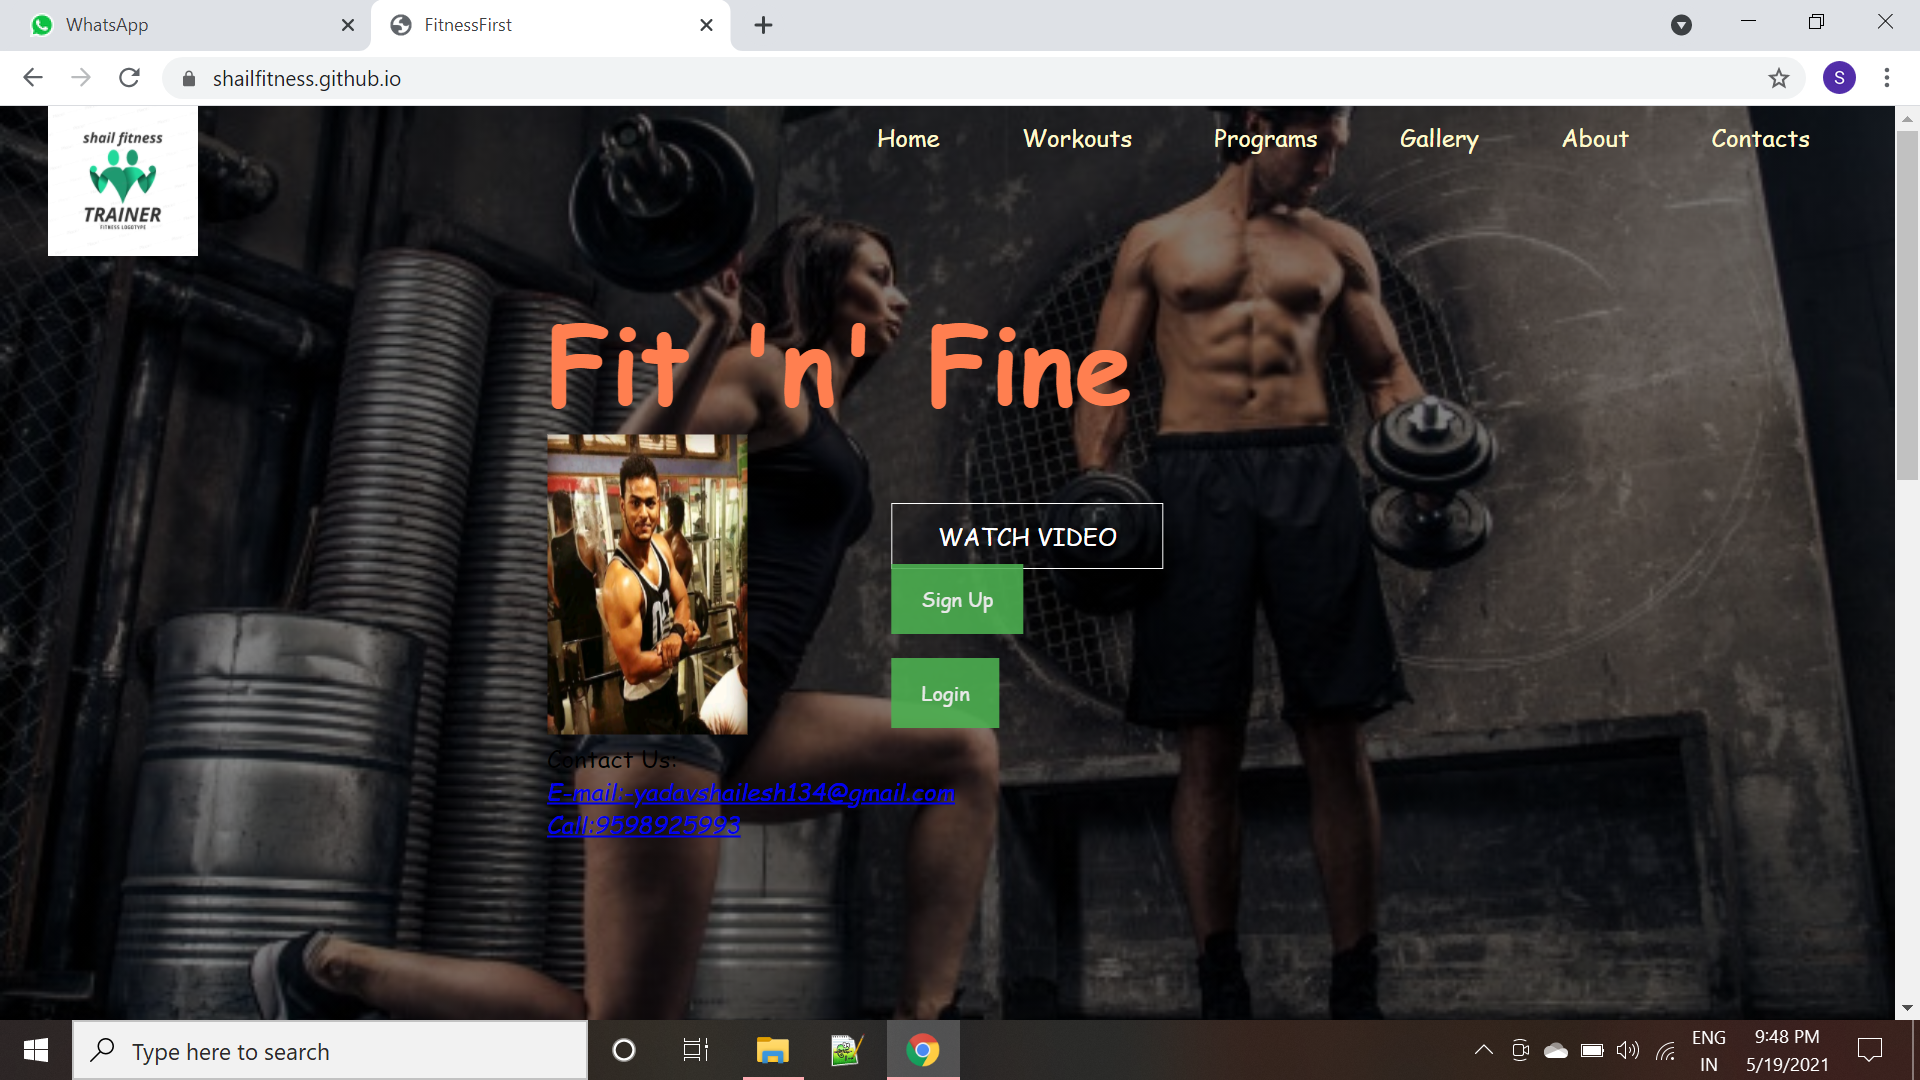 WhatsApp
FitnessFirst
shailfitness.github.io
S
shail fitness
TRAINER
FITNESS LOGOTYPE
Home Workouts Programs Gallery About Contacts
Fit 'n' Fine
WATCH VIDEO
Sign Up
Login
Contact Us:
E-mail:-yadavshailesh134@gmail.com
Call:9598925993
Type here to search
ENG
IN
9:48 PM
5/19/2021